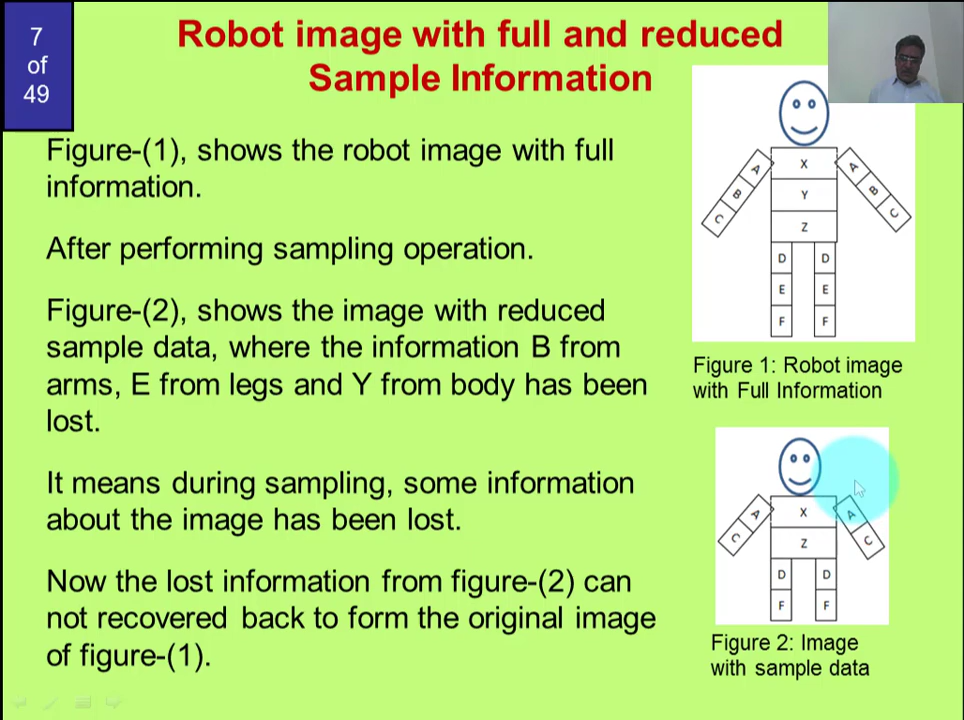 7
of
49
Robot image with full and reduced
Sample Information
Figure-(1), shows the robot image with full
information.
After performing sampling operation.
Figure-(2), shows the image with reduced
sample data, where the information B from
arms, E from legs and Y from body has been
lost.
It means during sampling, some information
about the image has been lost.
Now the lost information from figure-(2) can
not recovered back to form the original image
of figure-(1).
A X A
B Y B
C Z C
D D
E E
F F
Figure 1: Robot image
with Full Information
A X A
C Z C
D D
F F
Figure 2: Image
with sample data